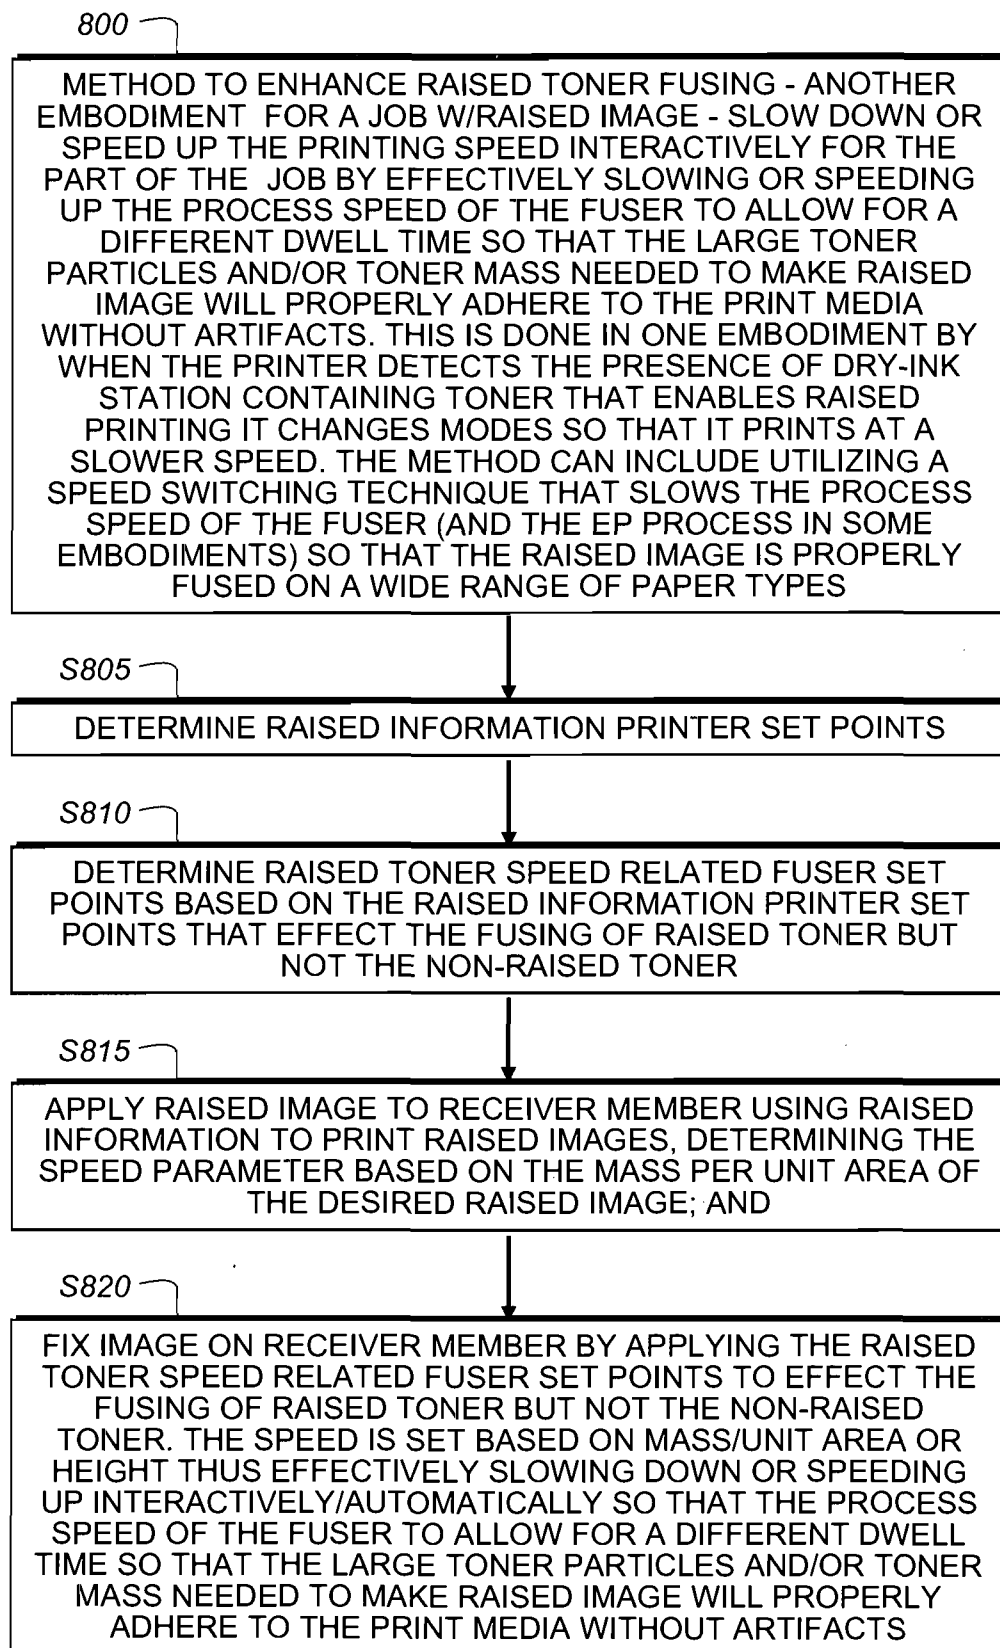 800
METHOD TO ENHANCE RAISED TONER FUSING - ANOTHER
EMBODIMENT FOR A JOB W/RAISED IMAGE - SLOW DOWN OR
SPEED UP THE PRINTING SPEED INTERACTIVELY FOR THE
PART OF THE JOB BY EFFECTIVELY SLOWING OR SPEEDING
UP THE PROCESS SPEED OF THE FUSER TO ALLOW FOR A
DIFFERENT DWELL TIME SO THAT THE LARGE TONER
PARTICLES AND/OR TONER MASS NEEDED TO MAKE RAISED
IMAGE WILL PROPERLY ADHERE TO THE PRINT MEDIA
WITHOUT ARTIFACTS. THIS IS DONE IN ONE EMBODIMENT BY
WHEN THE PRINTER DETECTS THE PRESENCE OF DRY-INK
STATION CONTAINING TONER THAT ENABLES RAISED
PRINTING IT CHANGES MODES SO THAT IT PRINTS AT A
SLOWER SPEED. THE METHOD CAN INCLUDE UTILIZING A
SPEED SWITCHING TECHNIQUE THAT SLOWS THE PROCESS
SPEED OF THE FUSER (AND THE EP PROCESS IN SOME
EMBODIMENTS) SO THAT THE RAISED IMAGE IS PROPERLY
FUSED ON A WIDE RANGE OF PAPER TYPES
S805
DETERMINE RAISED INFORMATION PRINTER SET POINTS
S810
DETERMINE RAISED TONER SPEED RELATED FUSER SET
POINTS BASED ON THE RAISED INFORMATION PRINTER SET
POINTS THAT EFFECT THE FUSING OF RAISED TONER BUT
NOT THE NON-RAISED TONER
S815
APPLY RAISED IMAGE TO RECEIVER MEMBER USING RAISED
INFORMATION TO PRINT RAISED IMAGES, DETERMINING THE
SPEED PARAMETER BASED ON THE MASS PER UNIT AREA OF
THE DESIRED RAISED IMAGE; AND
S820
FIX IMAGE ON RECEIVER MEMBER BY APPLYING THE RAISED
TONER SPEED RELATED FUSER SET POINTS TO EFFECT THE
FUSING OF RAISED TONER BUT NOT THE NON-RAISED
TONER. THE SPEED IS SET BASED ON MASS/UNIT AREA OR
HEIGHT THUS EFFECTIVELY SLOWING DOWN OR SPEEDING
UP INTERACTIVELY/AUTOMATICALLY SO THAT THE PROCESS
SPEED OF THE FUSER TO ALLOW FOR A DIFFERENT DWELL
TIME SO THAT THE LARGE TONER PARTICLES AND/OR TONER
MASS NEEDED TO MAKE RAISED IMAGE WILL PROPERLY
ADHERE TO THE PRINT MEDIA WITHOUT ARTIFACTS